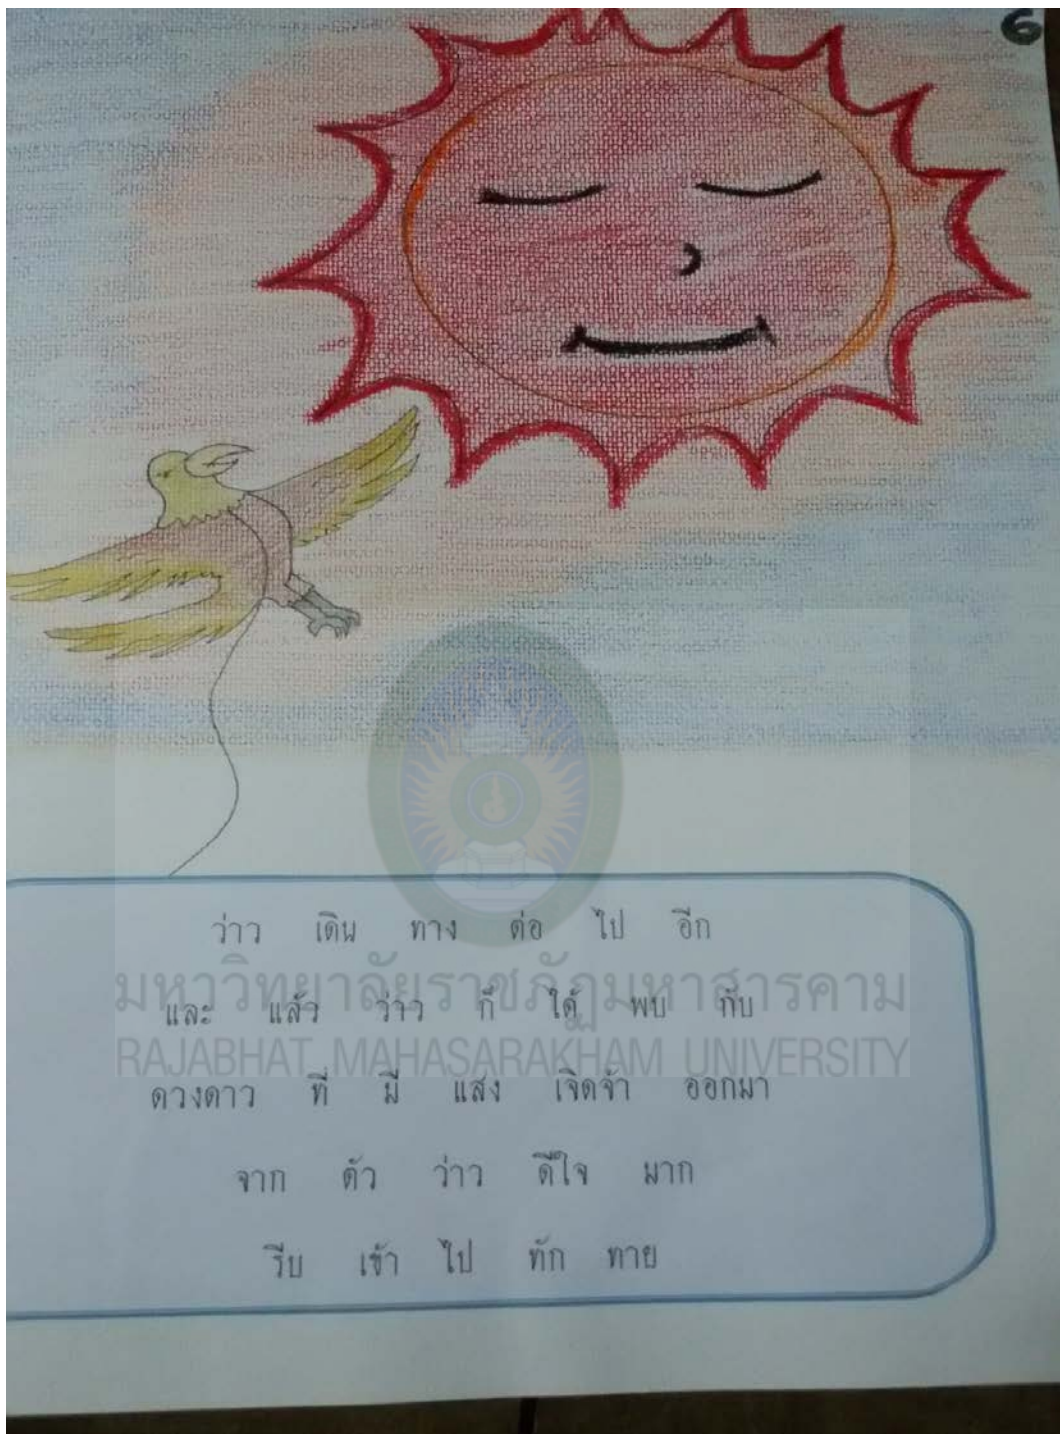 6
ว่าว เดิน ทาง ต่อ ไป อีก
และ แล้ว ว่าว ก็ ได้ พบ กับ
มหาวิทยาลัยราชภัฏมหาสารคาม
RAJABHAT MAHASARAKHAM UNIVERSITY
ดวงดาว ที่ มี แสง เจิดจ้า ออกมา
จาก ตัว ว่าว ดีใจ มาก
รีบ เข้า ไป ทัก ทาย